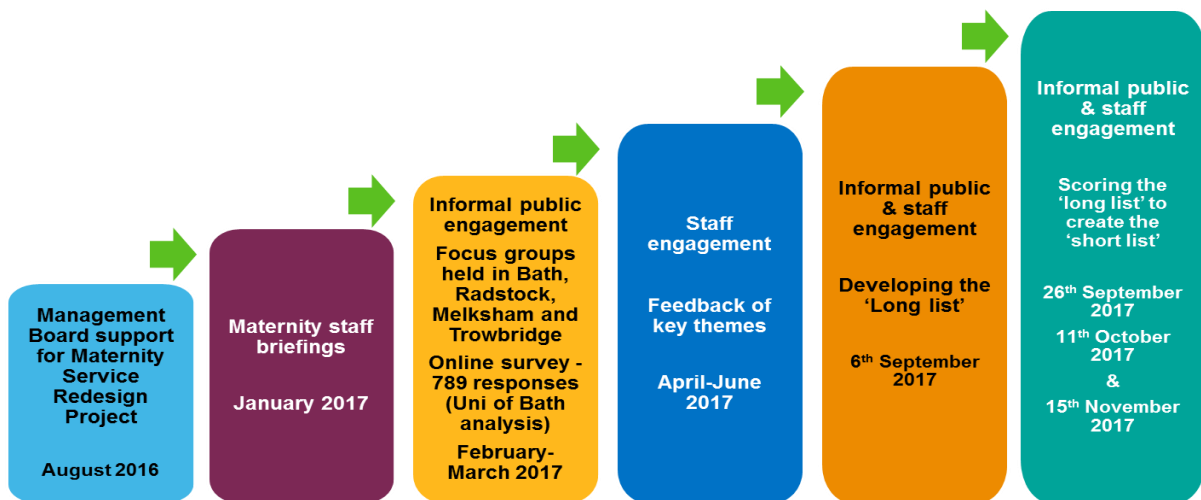 Management
Board support
for Maternity
Service
Redesign
Project
August 2016
Maternity staff
briefings
January 2017
Informal public
engagement
Focus groups
held in Bath,
Radstock,
Melksham and
Trowbridge
Online survey -
789 responses
(Uni of Bath
analysis)
February-
March 2017
Staff
engagement
Feedback of
key themes
April-June
2017
Informal public
& staff
engagement
Developing the
‘Long list’
6th September
2017
Informal public
& staff
engagement
Scoring the
‘long list’ to
create the
‘short list’
26th September
2017
11th October
2017
&
15th November
2017